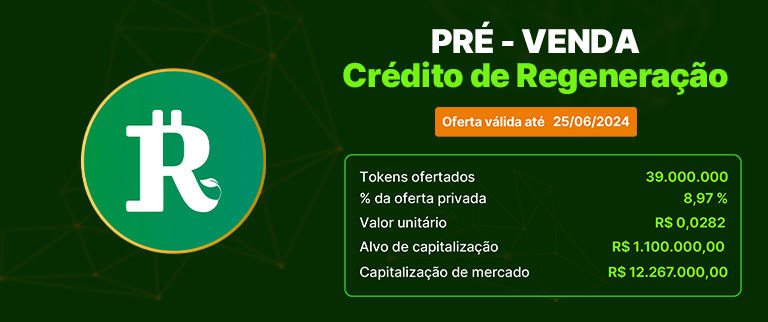 PRÉ - VENDA
Crédito de Regeneração
Oferta válida até 25/06/2024
Tokens ofertados 39.000.000
% da oferta privada 8,97 %
Valor unitário R$ 0,0282
Alvo de capitalização R$ 1.100.000,00
Capitalização de mercado R$ 12.267.000,00
R